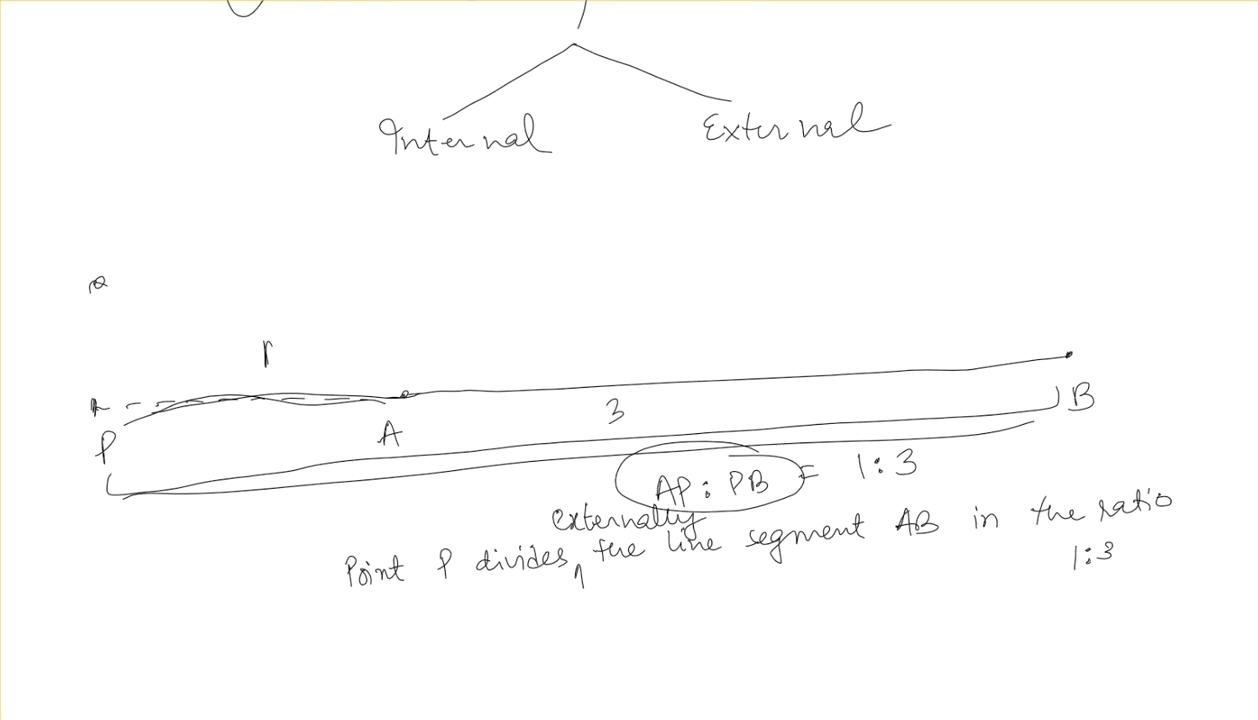 Internal External
1
3
P A B
AP : PB = 1:3
externally
Point P divides, the line segment AB in the ratio
1:3